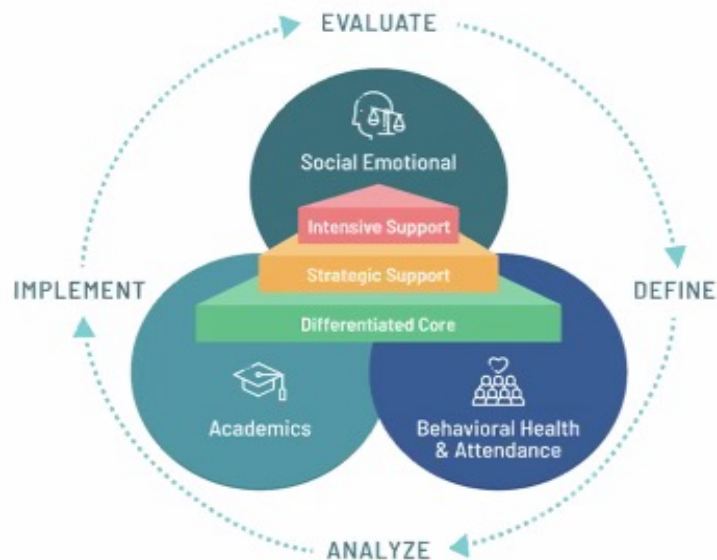 EVALUATE
Social Emotional
Intensive Support
Strategic Support
IMPLEMENT
DEFINE
Differentiated Core
Academics
Behavioral Health
& Attendance
ANALYZE